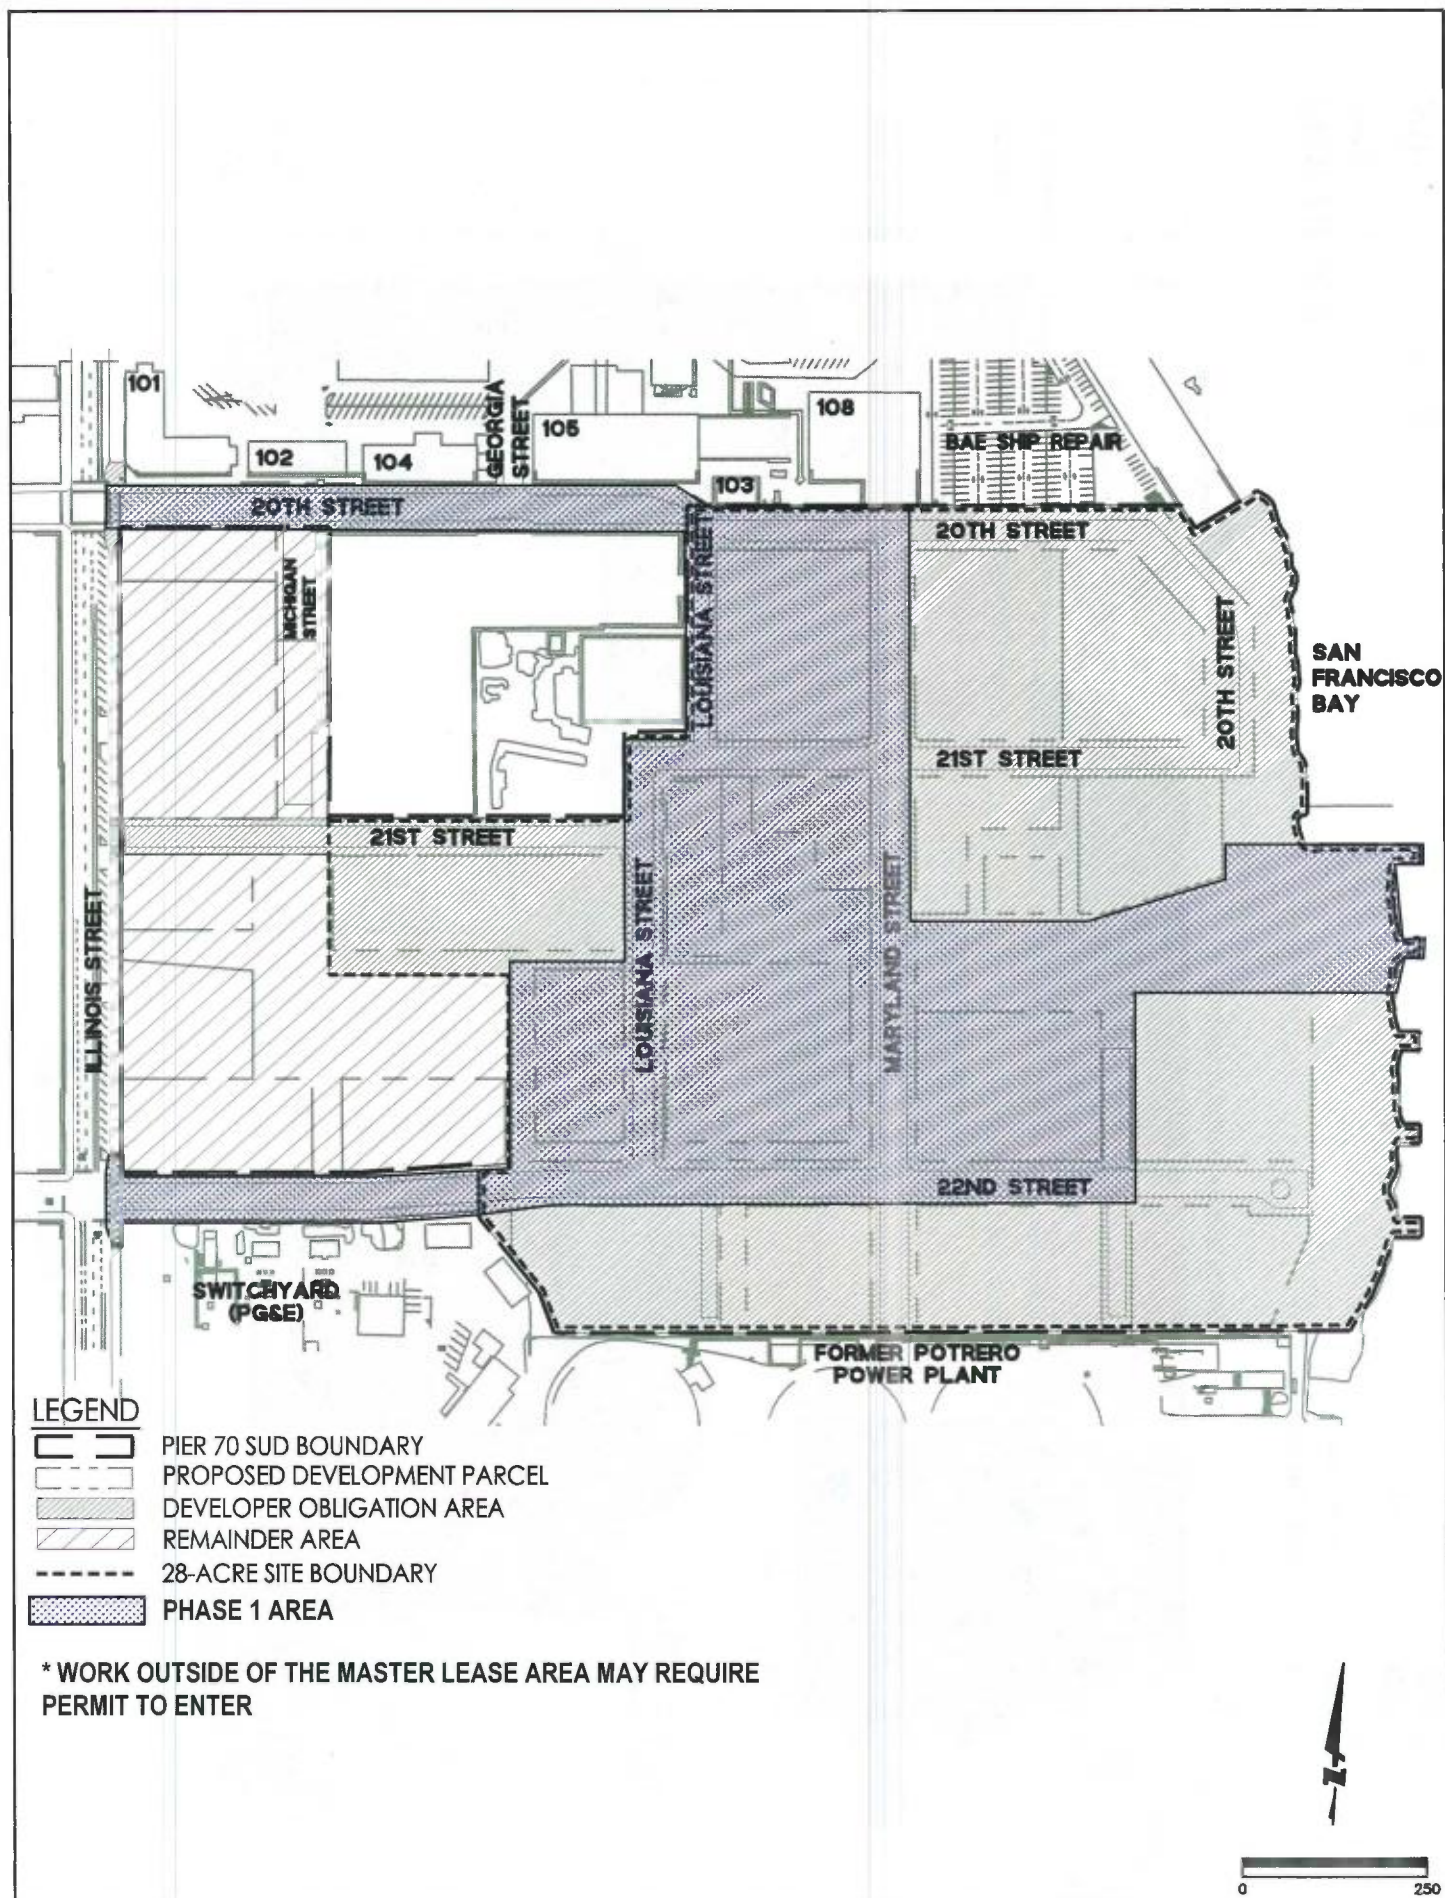 101
102
104
GEORGIA
STREET
105
103
108
BAE SHIP REPAIR
20TH STREET
20TH STREET
MICHIGAN
STREET
LOUISIANA STREET
20TH STREET
SAN
FRANCISCO
BAY
21ST STREET
21ST STREET
ILLINOIS STREET
LOUISIANA STREET
MARYLAND STREET
22ND STREET
SWITCHYARD
(PG&E)
FORMER POTRERO
POWER PLANT
LEGEND
PIER 70 SUD BOUNDARY
PROPOSED DEVELOPMENT PARCEL
DEVELOPER OBLIGATION AREA
REMAINDER AREA
28-ACRE SITE BOUNDARY
PHASE 1 AREA
* WORK OUTSIDE OF THE MASTER LEASE AREA MAY REQUIRE
PERMIT TO ENTER
N
0 250